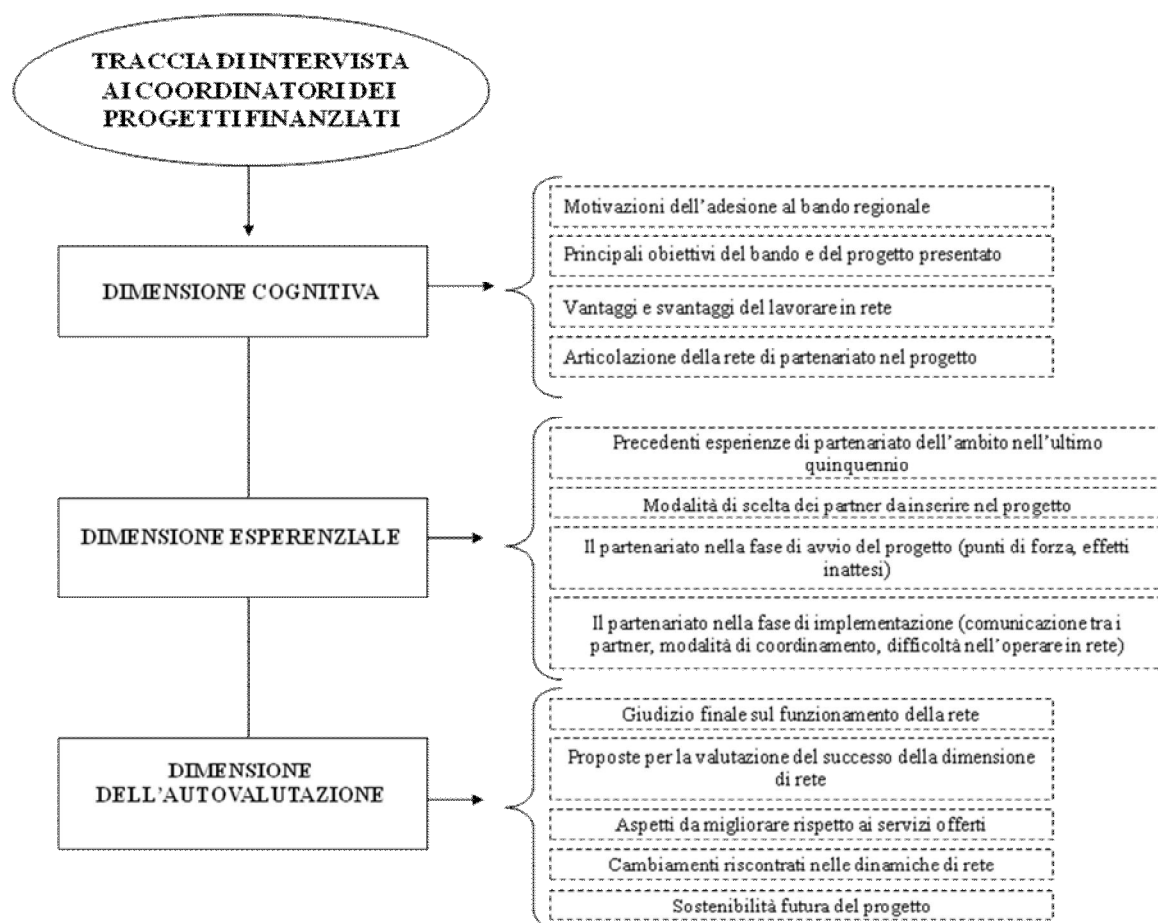 TRACCIA DI INTERVISTA
AI COORDINATORI DEI
PROGETTI FINANZIATI
DIMENSIONE COGNITIVA
Motivazioni dell’adesione al bando regionale
Principali obiettivi del bando e del progetto presentato
Vantaggi e svantaggi del lavorare in rete
Articolazione della rete di partenariato nel progetto
DIMENSIONE ESPERENZIALE
Precedenti esperienze di partenariato dell’ambito nell’ultimo
quinquennio
Modalità di scelta dei partner da inserire nel progetto
Il partenariato nella fase di avvio del progetto (punti di forza, effetti
inattesi)
Il partenariato nella fase di implementazione (comunicazione tra i
partner, modalità di coordinamento, difficoltà nell’operare in rete)
DIMENSIONE
DELL’AUTOVALUTAZIONE
Giudizio finale sul funzionamento della rete
Proposte per la valutazione del successo della dimensione
di rete
Aspetti da migliorare rispetto ai servizi offerti
Cambiamenti riscontrati nelle dinamiche di rete
Sostenibilità futura del progetto